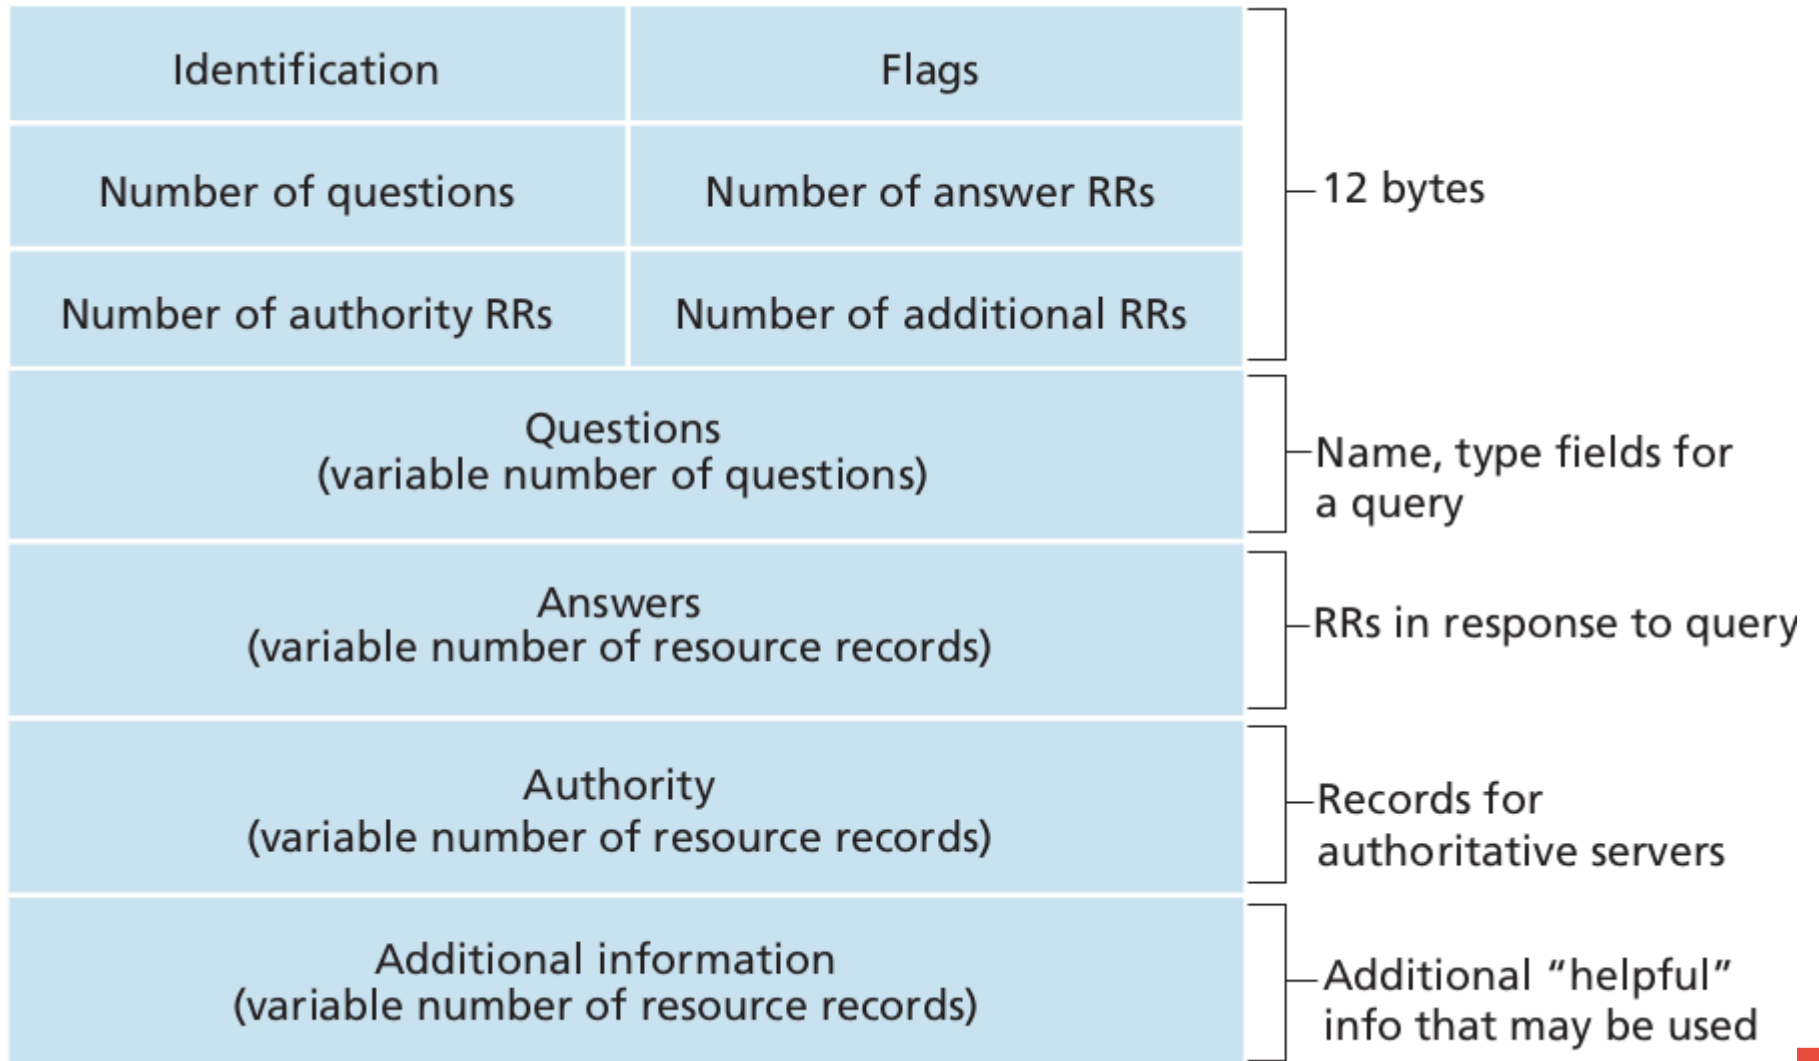 Identification
Flags
Number of questions
Number of answer RRs
12 bytes
Number of authority RRs
Number of additional RRs
Questions
(variable number of questions)
Name, type fields for
a query
Answers
(variable number of resource records)
RRs in response to query
Authority
(variable number of resource records)
Records for
authoritative servers
Additional information
(variable number of resource records)
Additional “helpful”
info that may be used